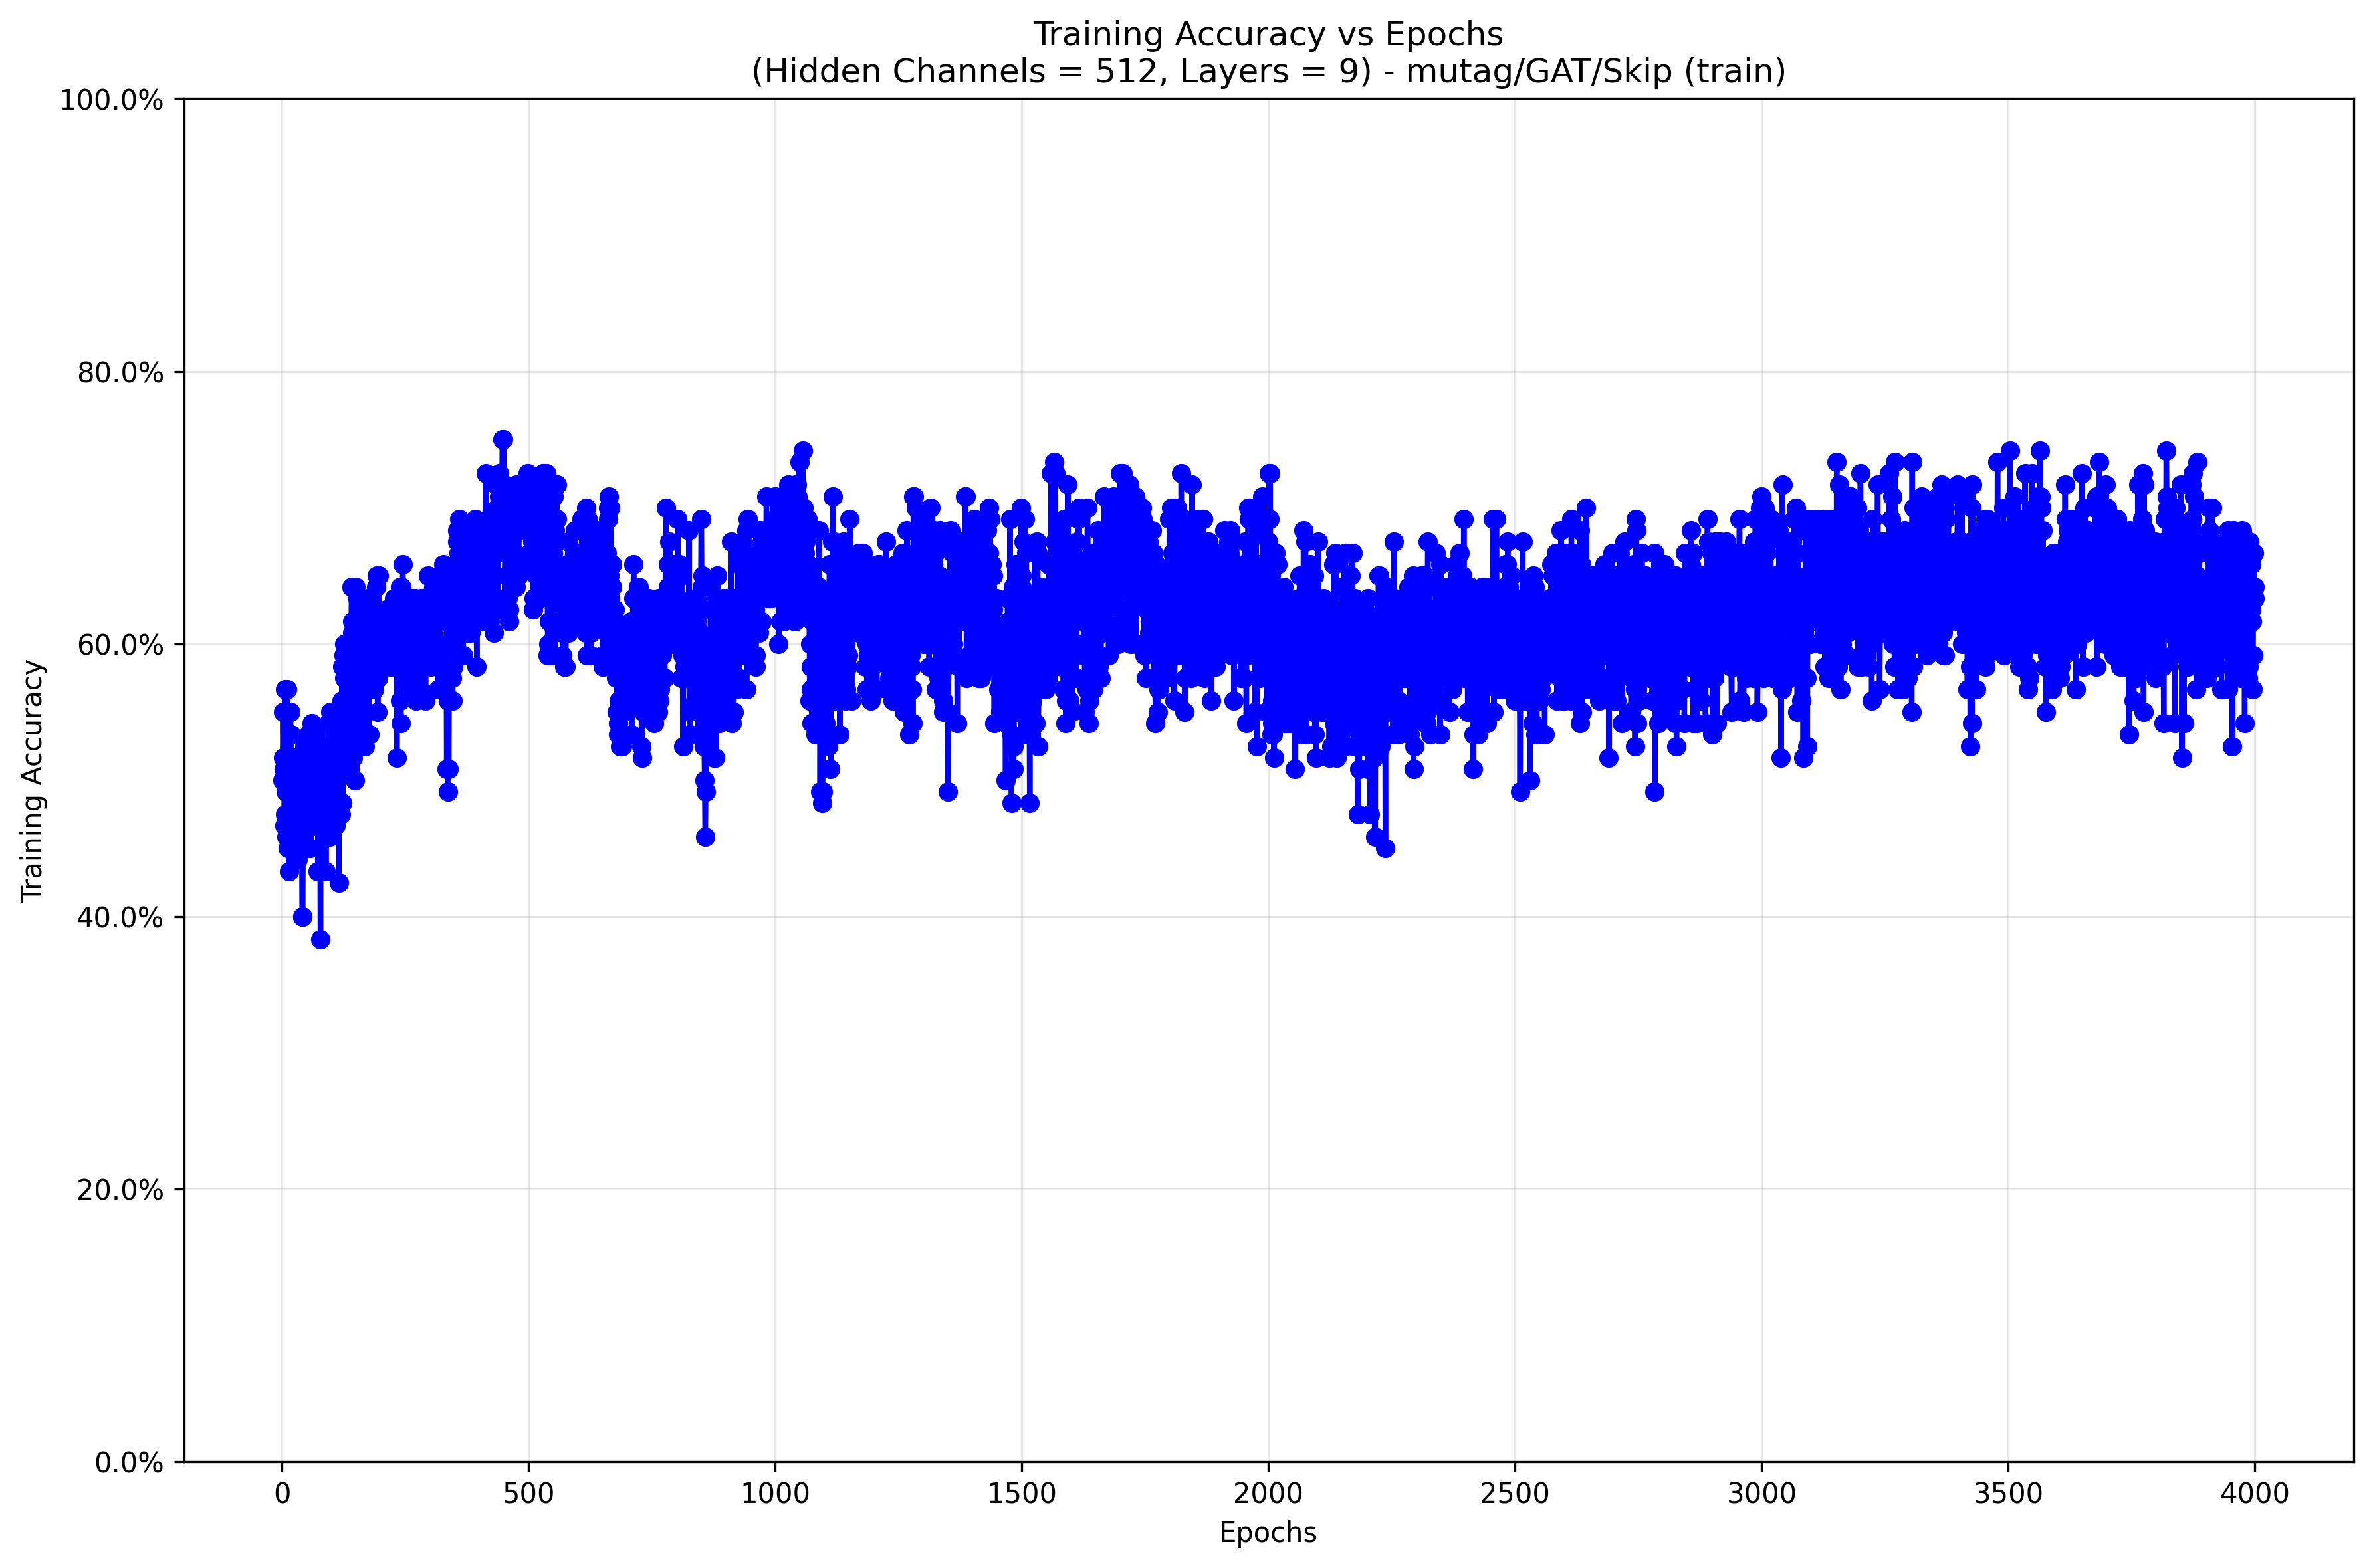 Training Accuracy vs Epochs
(Hidden Channels = 512, Layers = 9) - mutag/GAT/Skip (train)
100.0%
80.0%
60.0%
40.0%
20.0%
0.0%
Training Accuracy
0 500 1000 1500 2000 2500 3000 3500 4000
Epochs